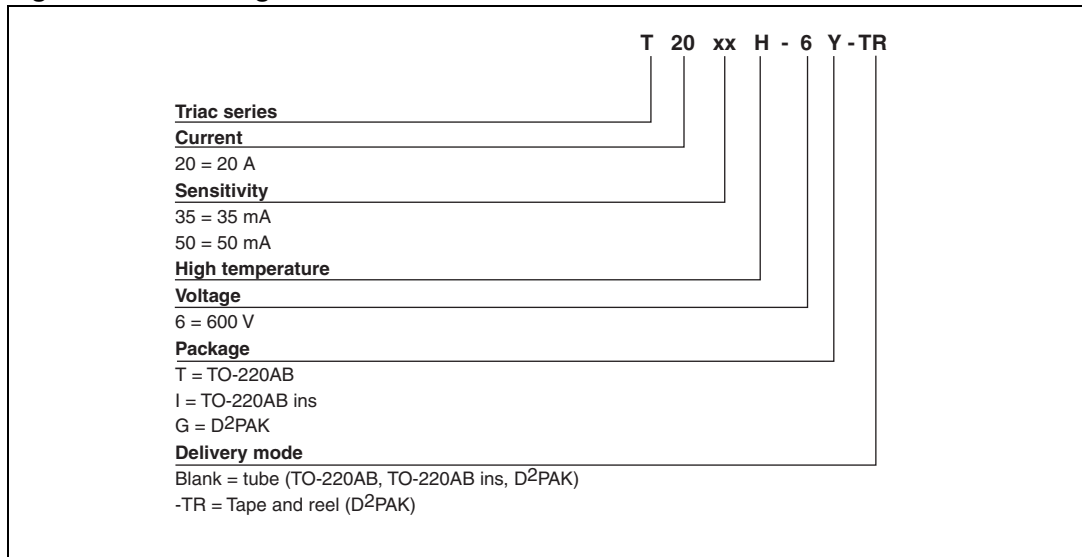 T 20 xx H - 6 Y - TR
Triac series
Current
20 = 20 A
Sensitivity
35 = 35 mA
50 = 50 mA
High temperature
Voltage
6 = 600 V
Package
T = TO-220AB
I = TO-220AB ins
G = D2PAK
Delivery mode
Blank = tube (TO-220AB, TO-220AB ins, D2PAK)
-TR = Tape and reel (D2PAK)